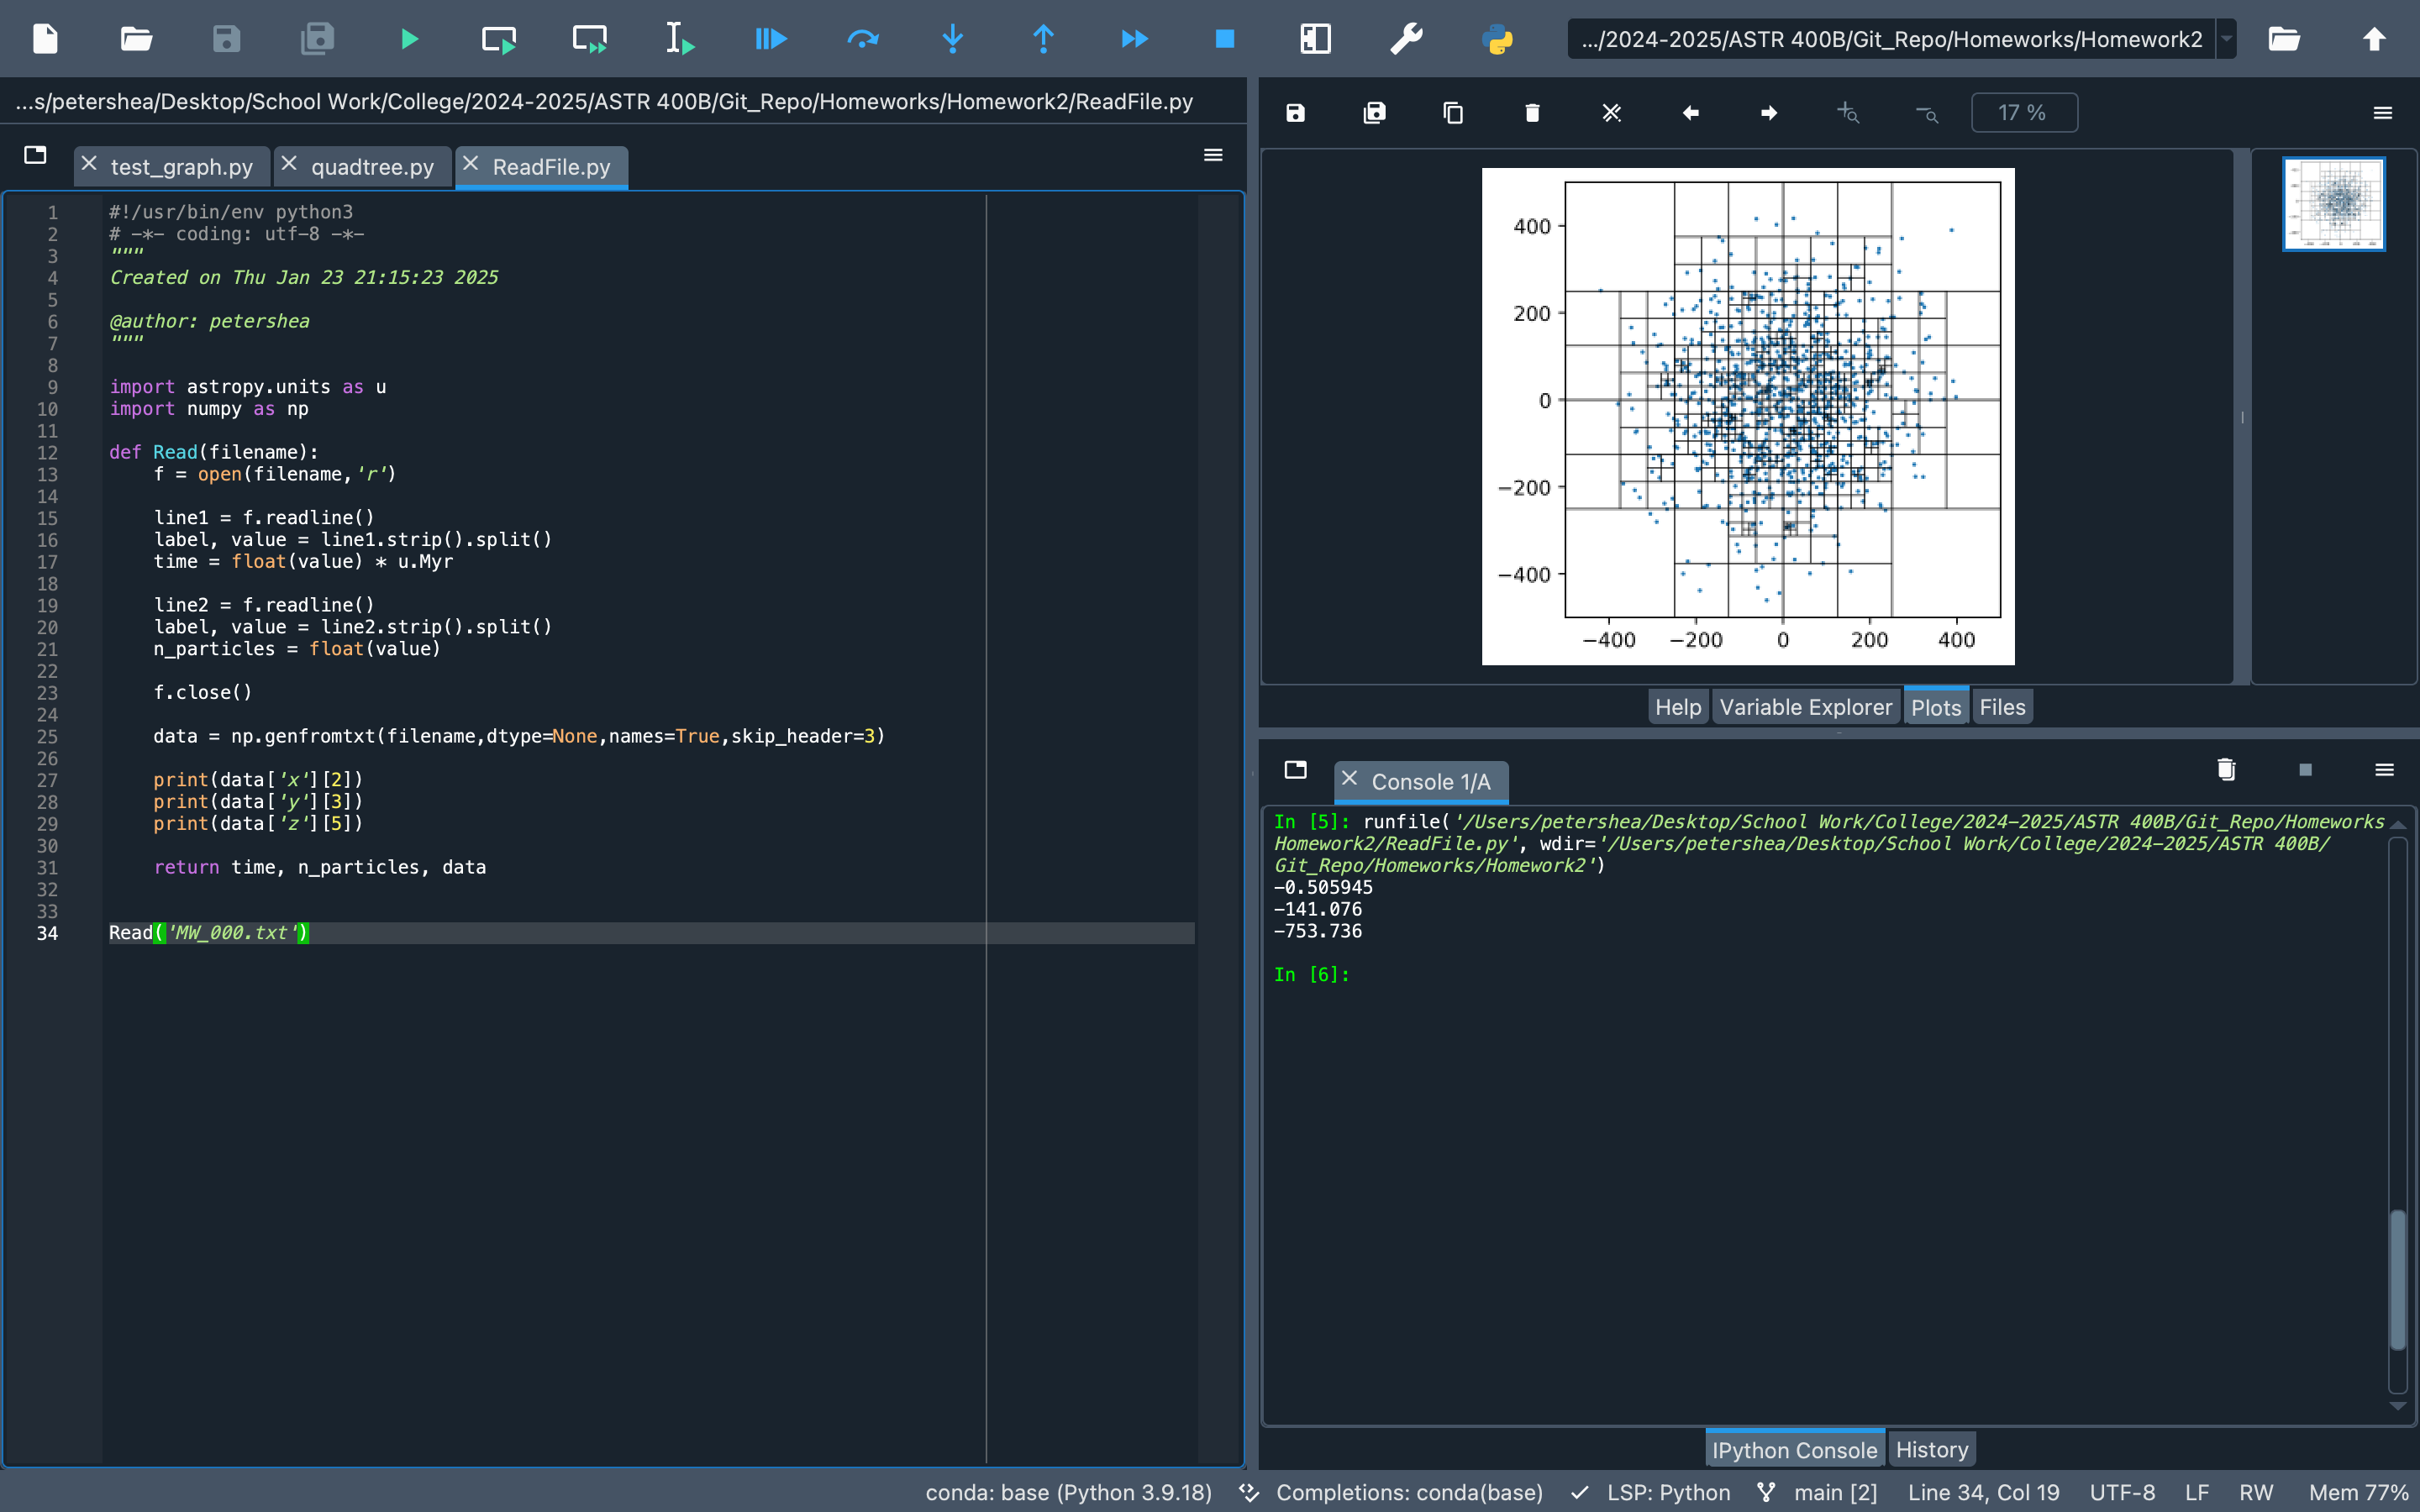 .../2024-2025/ASTR 400B/Git_Repo/Homeworks/Homework2
...s/petershea/Desktop/School Work/College/2024-2025/ASTR 400B/Git_Repo/Homeworks/Homework2/ReadFile.py
test_graph.py
quadtree.py
ReadFile.py
1 #!/usr/bin/env python3
2 # -*- coding: utf-8 -*-
3 """
4 Created on Thu Jan 23 21:15:23 2025
5
6 @author: petershea
7 """
8
9 import astropy.units as u
10 import numpy as np
11
12 def Read(filename):
13     f = open(filename,'r')
14
15     line1 = f.readline()
16     label, value = line1.strip().split()
17     time = float(value) * u.Myr
18
19     line2 = f.readline()
20     label, value = line2.strip().split()
21     n_particles = float(value)
22
23     f.close()
24
25     data = np.genfromtxt(filename,dtype=None,names=True,skip_header=3)
26
27     print(data['x'][2])
28     print(data['y'][3])
29     print(data['z'][5])
30
31     return time, n_particles, data
32
33
34 Read('MW_000.txt')
17 %
400
200
0
−200
−400
−400 −200 0 200 400
Help Variable Explorer Plots Files
Console 1/A
In [5]: runfile('/Users/petershea/Desktop/School Work/College/2024-2025/ASTR 400B/Git_Repo/Homeworks
Homework2/ReadFile.py', wdir='/Users/petershea/Desktop/School Work/College/2024-2025/ASTR 400B/
Git_Repo/Homeworks/Homework2')
-0.505945
-141.076
-753.736
In [6]:
IPython Console History
conda: base (Python 3.9.18) Completions: conda(base) LSP: Python main [2] Line 34, Col 19 UTF-8 LF RW Mem 77%